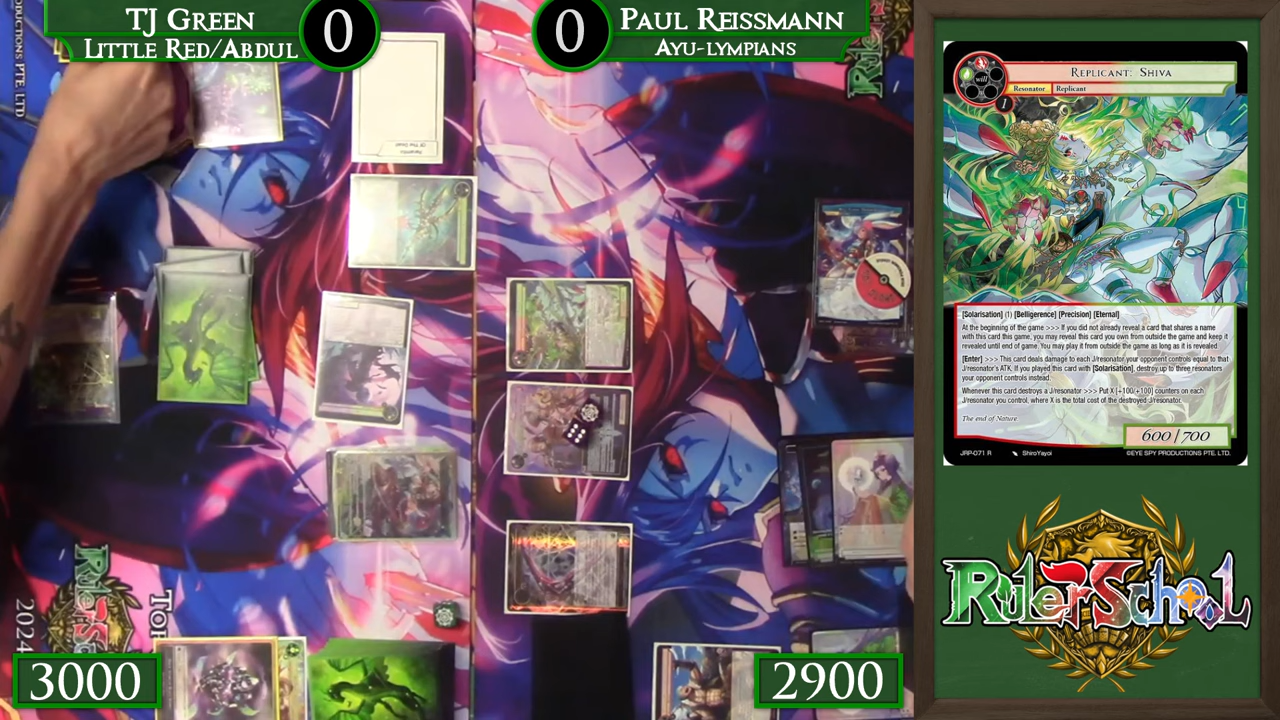 TJ Green
Little Red/Abdul
0
0
Paul Reissmann
Ayu-lympians
Replicant: Shiva
will
1
Resonator
Replicant
[Solarisation] (1) [Belligerence] [Precision] [Eternal]
At the beginning of the game >>> If you did not already reveal a card that shares a name
with this card this game, you may reveal this card you own from outside the game and keep it
revealed until end of game. You may play it from outside the game as long as it is revealed
[Enter] >>> This card deals damage to each J/resonator your opponent controls equal to that
J/resonator's ATK. If you played this card with [Solarisation], destroy up to three resonators
your opponent controls instead.
Whenever this card destroys a J/resonator >>> Put X [+100/+100] counters on each
J/resonator you control, where X is the total cost of the destroyed J/resonator.
The end of Nature.
600/700
JRP-071 R
ShiroYayoi
©EYE SPY PRODUCTIONS PTE. LTD.
Ruler School
3000
2900
2024